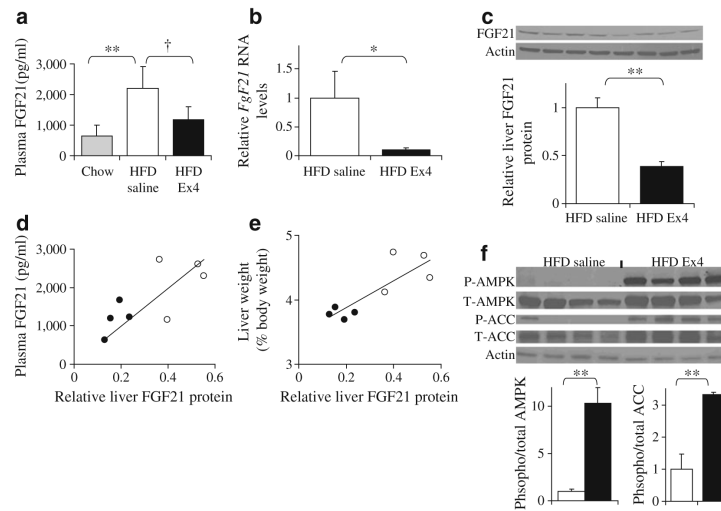 a
Plasma FGF21(pg/ml)
3,000
2,000
1,000
0
**
†
Chow
HFD
saline
HFD
Ex4
b
Relative FgF21 RNA
levels
1.5
1
0.5
0
*
HFD saline
HFD Ex4
c
FGF21
Actin
Relative liver FGF21
protein
1
0.5
0
**
HFD saline
HFD Ex4
d
Plasma FGF21 (pg/ml)
3,000
2,000
1,000
0
0
0.2
0.4
0.6
Relative liver FGF21 protein
e
Liver weight
(% body weight)
5
4
3
0
0.2
0.4
0.6
Relative liver FGF21 protein
f
HFD saline
HFD Ex4
P-AMPK
T-AMPK
P-ACC
T-ACC
Actin
Phsopho/total AMPK
10
5
0
**
Phsopho/total ACC
3
2
1
0
**